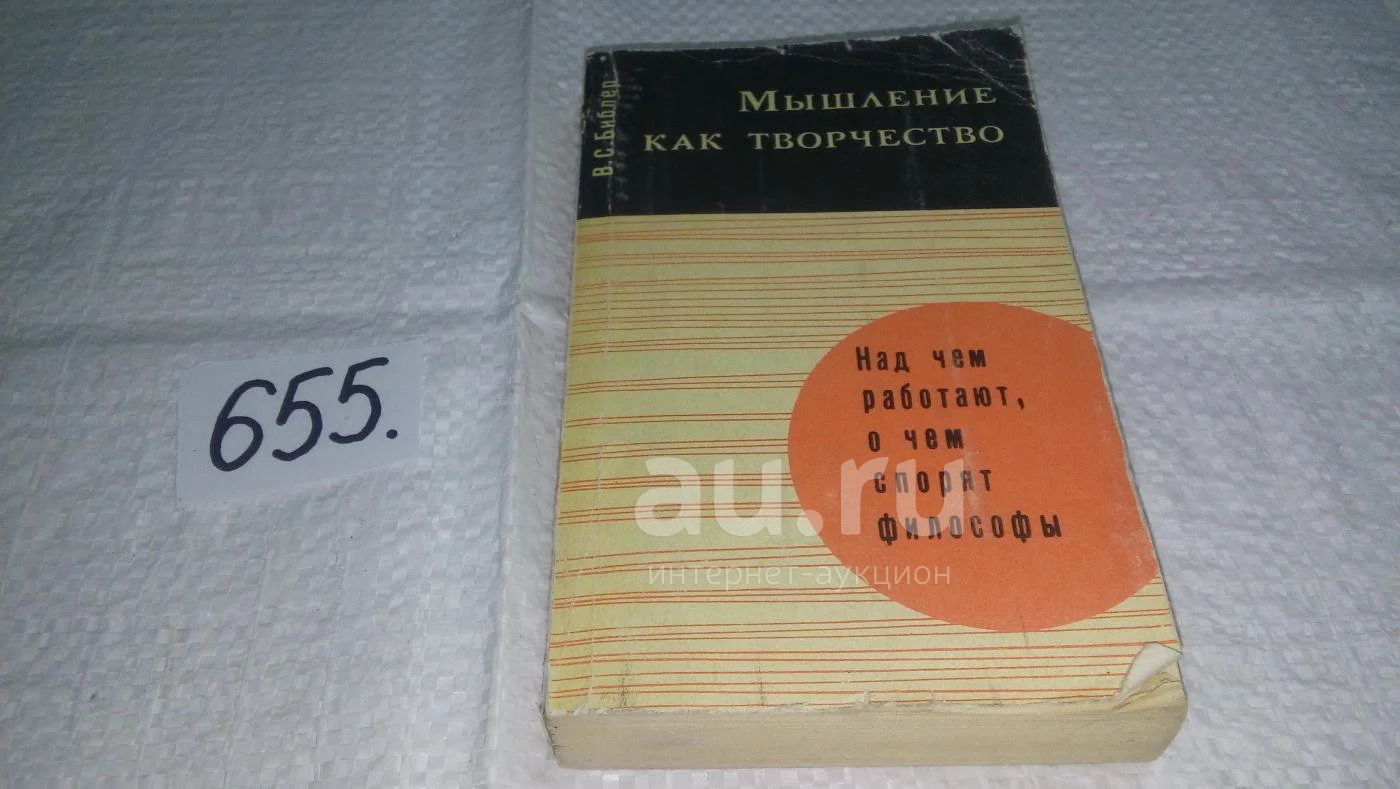 В. С. Библер
Мышление
как творчество
Над чем
работают,
о чем
спорят
философы
655.
au.ru
интернет-аукцион